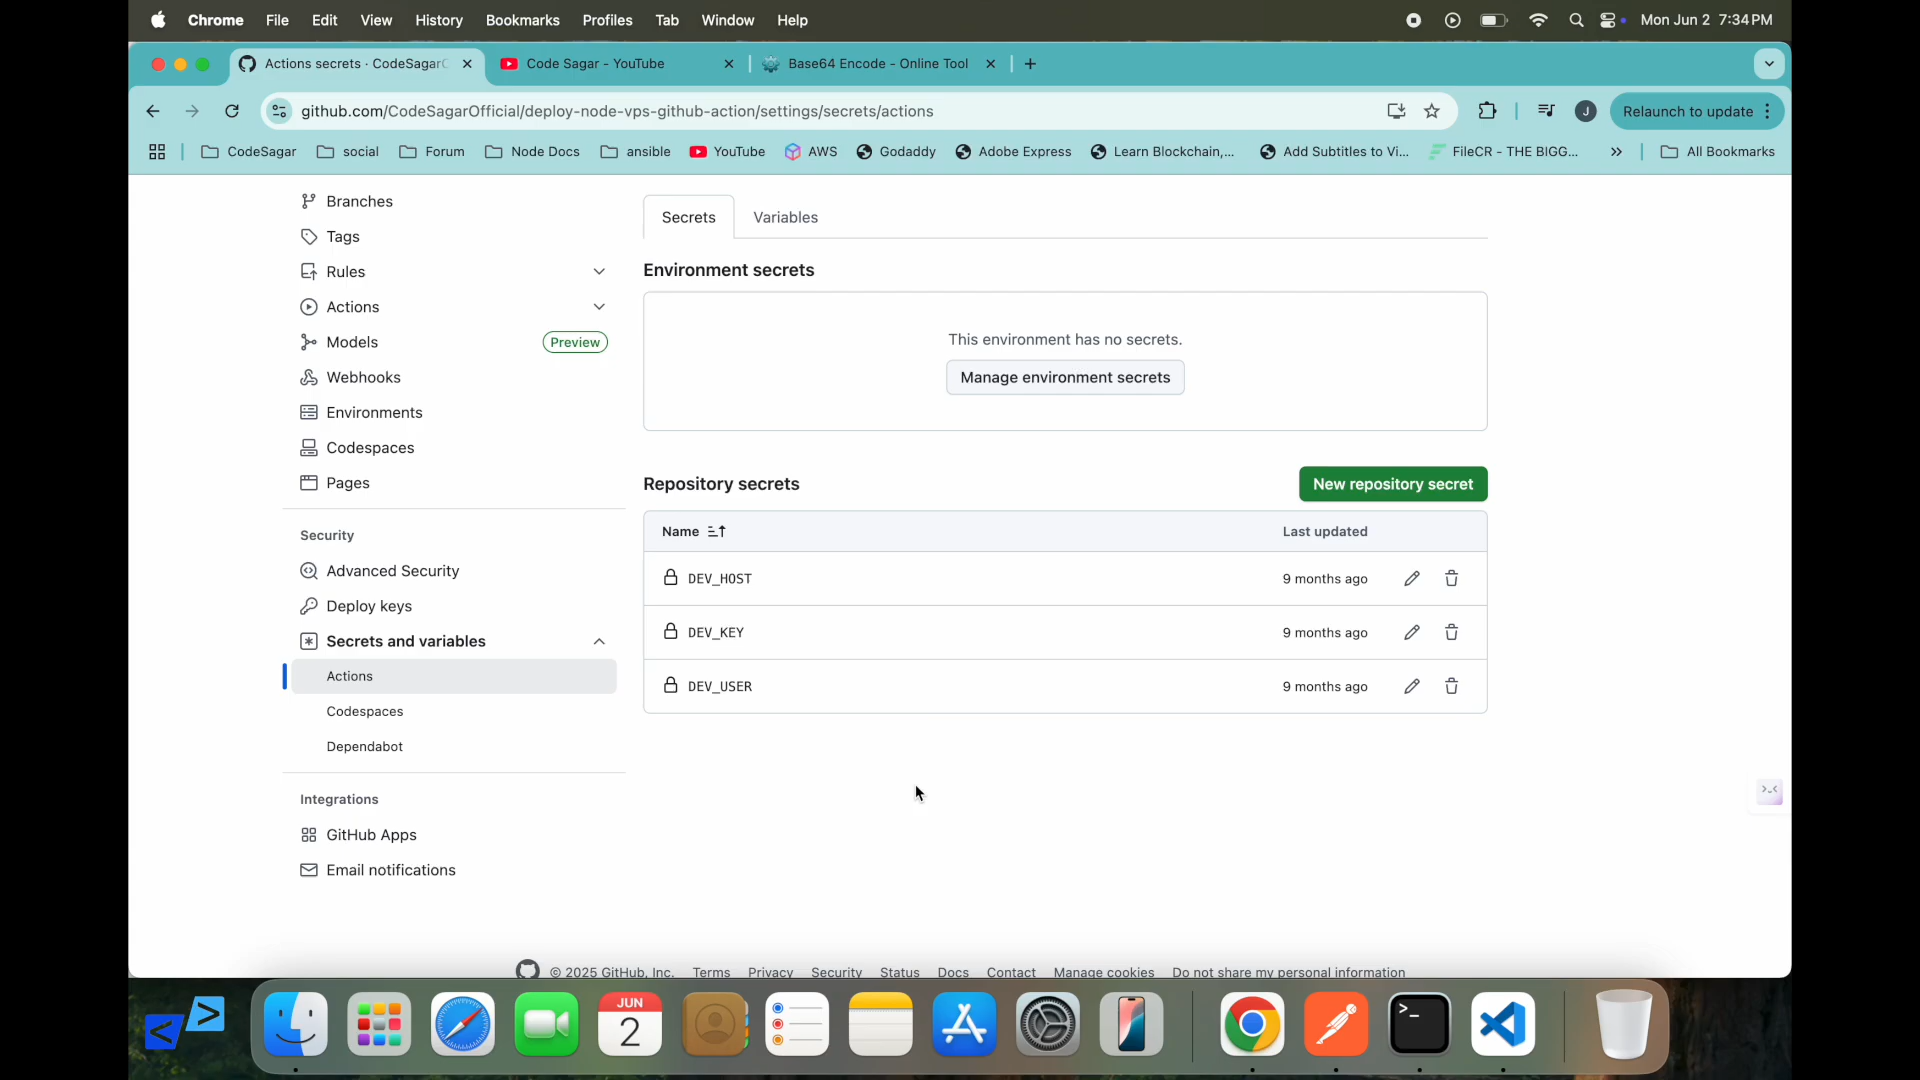 Chrome File Edit View History Bookmarks Profiles Tab Window Help Mon Jun 2 7:34 PM
Actions secrets · CodeSagar Code Sagar - YouTube Base64 Encode - Online Tool
github.com/CodeSagarOfficial/deploy-node-vps-github-action/settings/secrets/actions J Relaunch to update
CodeSagar social Forum Node Docs ansible YouTube AWS Godaddy Adobe Express Learn Blockchain,... Add Subtitles to Vi... FileCR - THE BIGG... » All Bookmarks
Branches
Tags
Rules
Actions
Models Preview
Webhooks
Environments
Codespaces
Pages
Security
Advanced Security
Deploy keys
Secrets and variables
Actions
Codespaces
Dependabot
Integrations
GitHub Apps
Email notifications
Secrets Variables
Environment secrets
This environment has no secrets.
Manage environment secrets
Repository secrets New repository secret
Name Last updated
DEV_HOST 9 months ago
DEV_KEY 9 months ago
DEV_USER 9 months ago
© 2025 GitHub, Inc. Terms Privacy Security Status Docs Contact Manage cookies Do not share my personal information
JUN
2